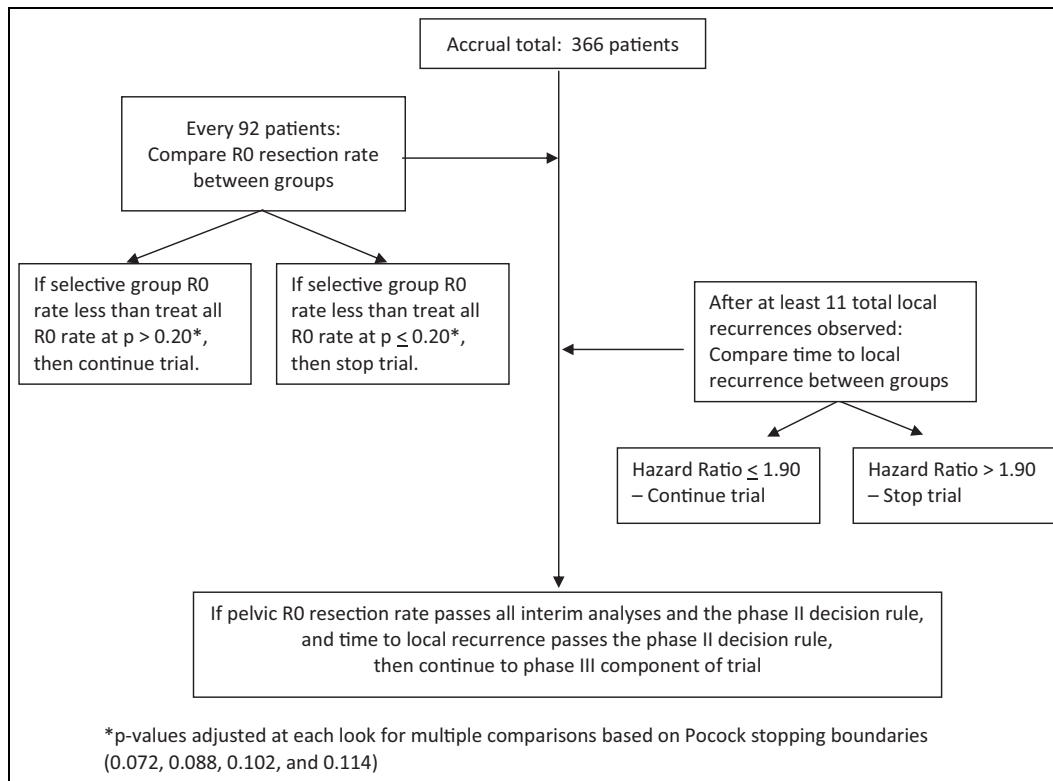 Accrual total: 366 patients
Every 92 patients:
Compare R0 resection rate
between groups
If selective group R0
rate less than treat all
R0 rate at p > 0.20*,
then continue trial.
If selective group R0
rate less than treat all
R0 rate at p ≤ 0.20*,
then stop trial.
After at least 11 total local
recurrences observed:
Compare time to local
recurrence between groups
Hazard Ratio ≤ 1.90
– Continue trial
Hazard Ratio > 1.90
– Stop trial
If pelvic R0 resection rate passes all interim analyses and the phase II decision rule,
and time to local recurrence passes the phase II decision rule,
then continue to phase III component of trial
*p-values adjusted at each look for multiple comparisons based on Pocock stopping boundaries
(0.072, 0.088, 0.102, and 0.114)